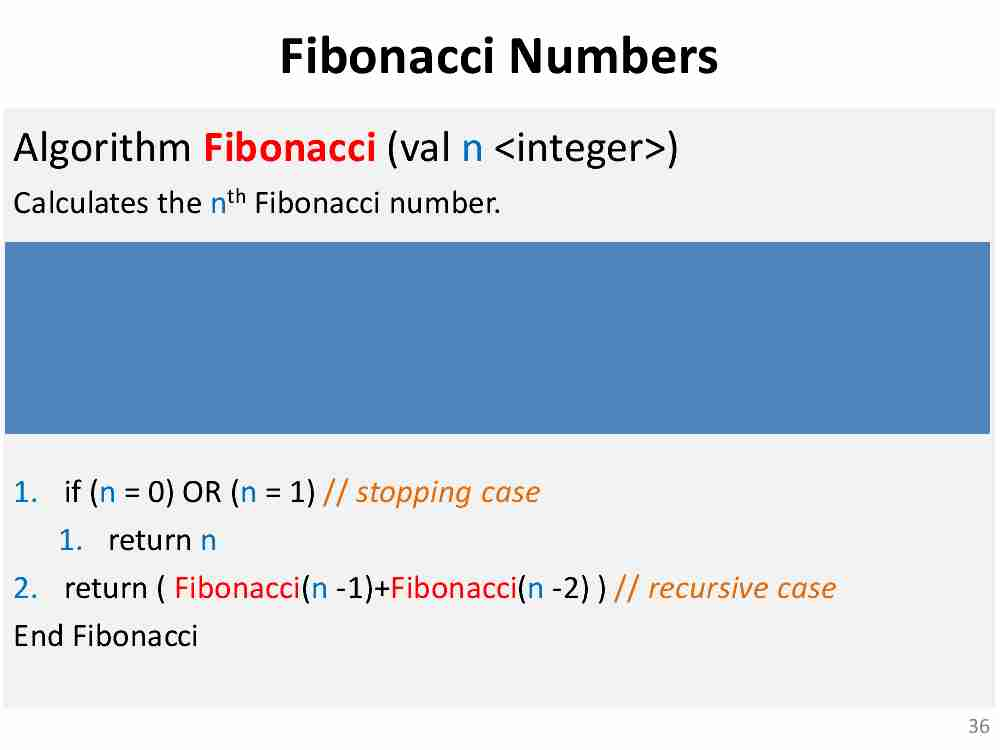 Fibonacci Numbers
Algorithm Fibonacci (val n <integer>)
Calculates the nth Fibonacci number.
1. if (n = 0) OR (n = 1) // stopping case
1. return n
2. return ( Fibonacci(n -1)+Fibonacci(n -2) ) // recursive case
End Fibonacci
36